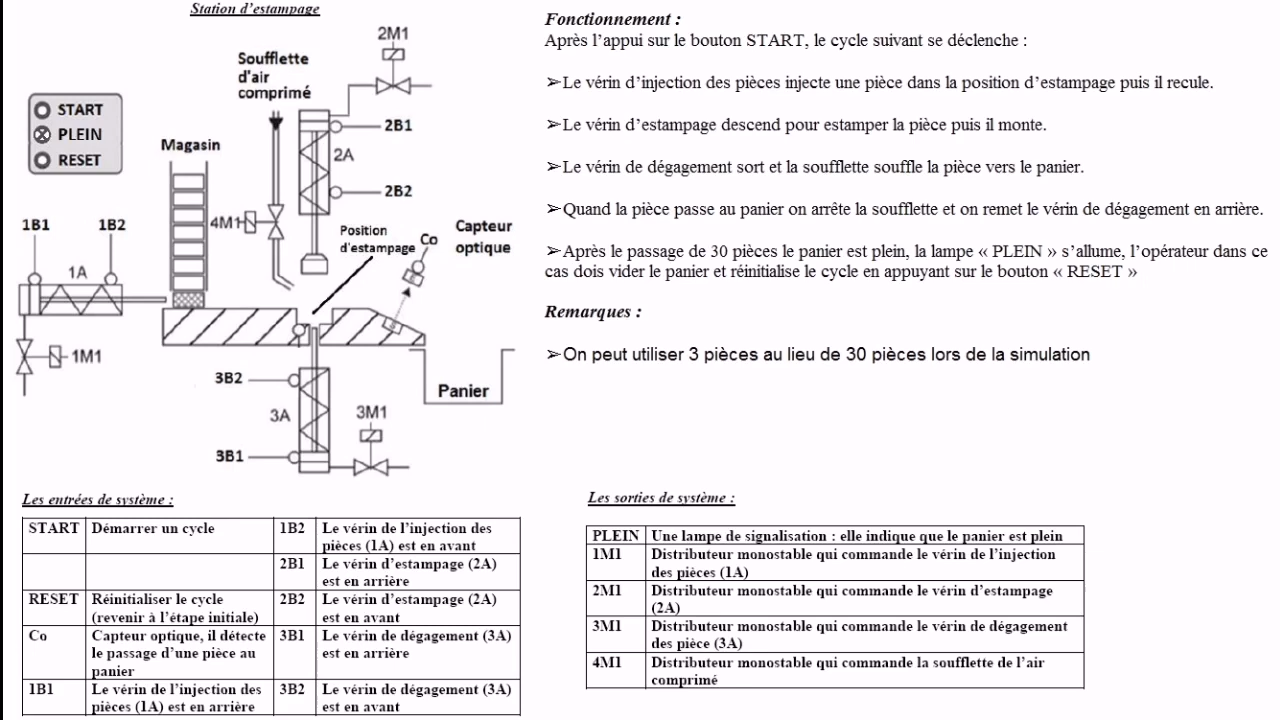 Station d'estampage
2M1
Soufflette
d'air
comprimé
START
PLEIN
RESET
2B1
Magasin
2A
2B2
4M1
1B1
1B2
Position
d'estampage
Co
Capteur
optique
1A
1M1
3B2
Panier
3A
3M1
3B1
Fonctionnement :
Après l'appui sur le bouton START, le cycle suivant se déclenche :
➢Le vérin d'injection des pièces injecte une pièce dans la position d'estampage puis il recule.
➢Le vérin d'estampage descend pour estamper la pièce puis il monte.
➢Le vérin de dégagement sort et la soufflette souffle la pièce vers le panier.
➢Quand la pièce passe au panier on arrête la soufflette et on remet le vérin de dégagement en arrière.
➢Après le passage de 30 pièces le panier est plein, la lampe « PLEIN » s'allume, l'opérateur dans ce
cas dois vider le panier et réinitialise le cycle en appuyant sur le bouton « RESET »
Remarques :
➢On peut utiliser 3 pièces au lieu de 30 pièces lors de la simulation
Les entrées de système :
START Démarrer un cycle 1B2 Le vérin de l'injection des
pièces (1A) est en avant
2B1 Le vérin d'estampage (2A)
est en arrière
RESET Réinitialiser le cycle 2B2 Le vérin d'estampage (2A)
(revenir à l'étape initiale) est en avant
Co Capteur optique, il détecte 3B1 Le vérin de dégagement (3A)
le passage d'une pièce au est en arrière
panier
1B1 Le vérin de l'injection des 3B2 Le vérin de dégagement (3A)
pièces (1A) est en arrière est en avant
Les sorties de système :
PLEIN Une lampe de signalisation : elle indique que le panier est plein
1M1 Distributeur monostable qui commande le vérin de l'injection
des pièces (1A)
2M1 Distributeur monostable qui commande le vérin d'estampage
(2A)
3M1 Distributeur monostable qui commande le vérin de dégagement
des pièce (3A)
4M1 Distributeur monostable qui commande la soufflette de l'air
comprimé